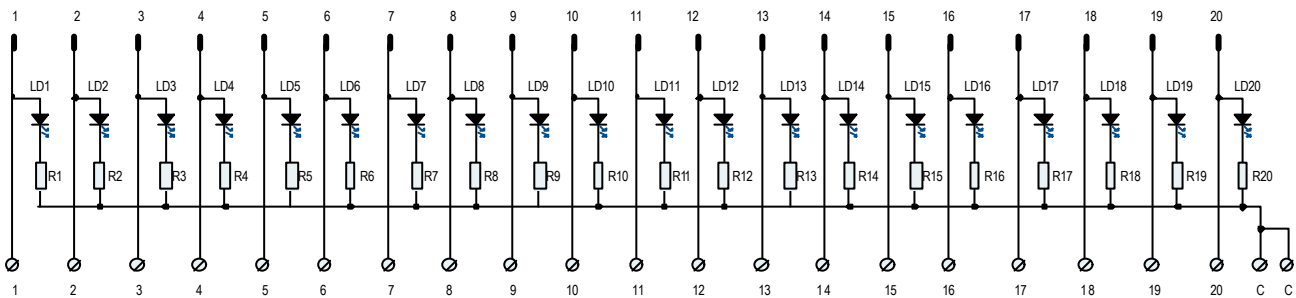 1 2 3 4 5 6 7 8 9 10 11 12 13 14 15 16 17 18 19 20
LD1 LD2 LD3 LD4 LD5 LD6 LD7 LD8 LD9 LD10 LD11 LD12 LD13 LD14 LD15 LD16 LD17 LD18 LD19 LD20
R1 R2 R3 R4 R5 R6 R7 R8 R9 R10 R11 R12 R13 R14 R15 R16 R17 R18 R19 R20
1 2 3 4 5 6 7 8 9 10 11 12 13 14 15 16 17 18 19 20 C C